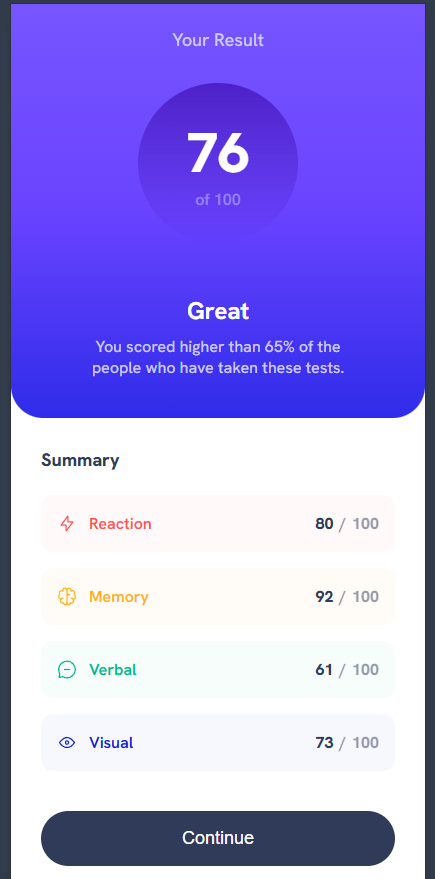 Your Result
76
of 100
Great
You scored higher than 65% of the
people who have taken these tests.
Summary
Reaction 80 / 100
Memory 92 / 100
Verbal 61 / 100
Visual 73 / 100
Continue